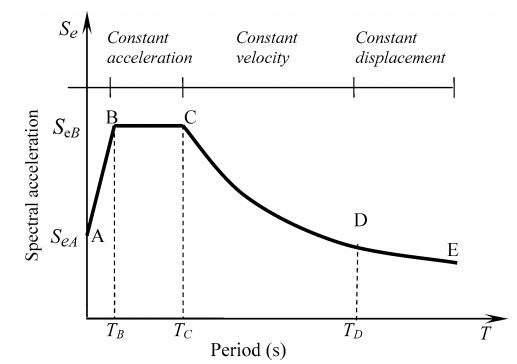 Se
Constant acceleration
Constant velocity
Constant displacement
SeB
B
C
Spectral acceleration
SeA
A
D
E
TB
TC
TD
T
Period (s)